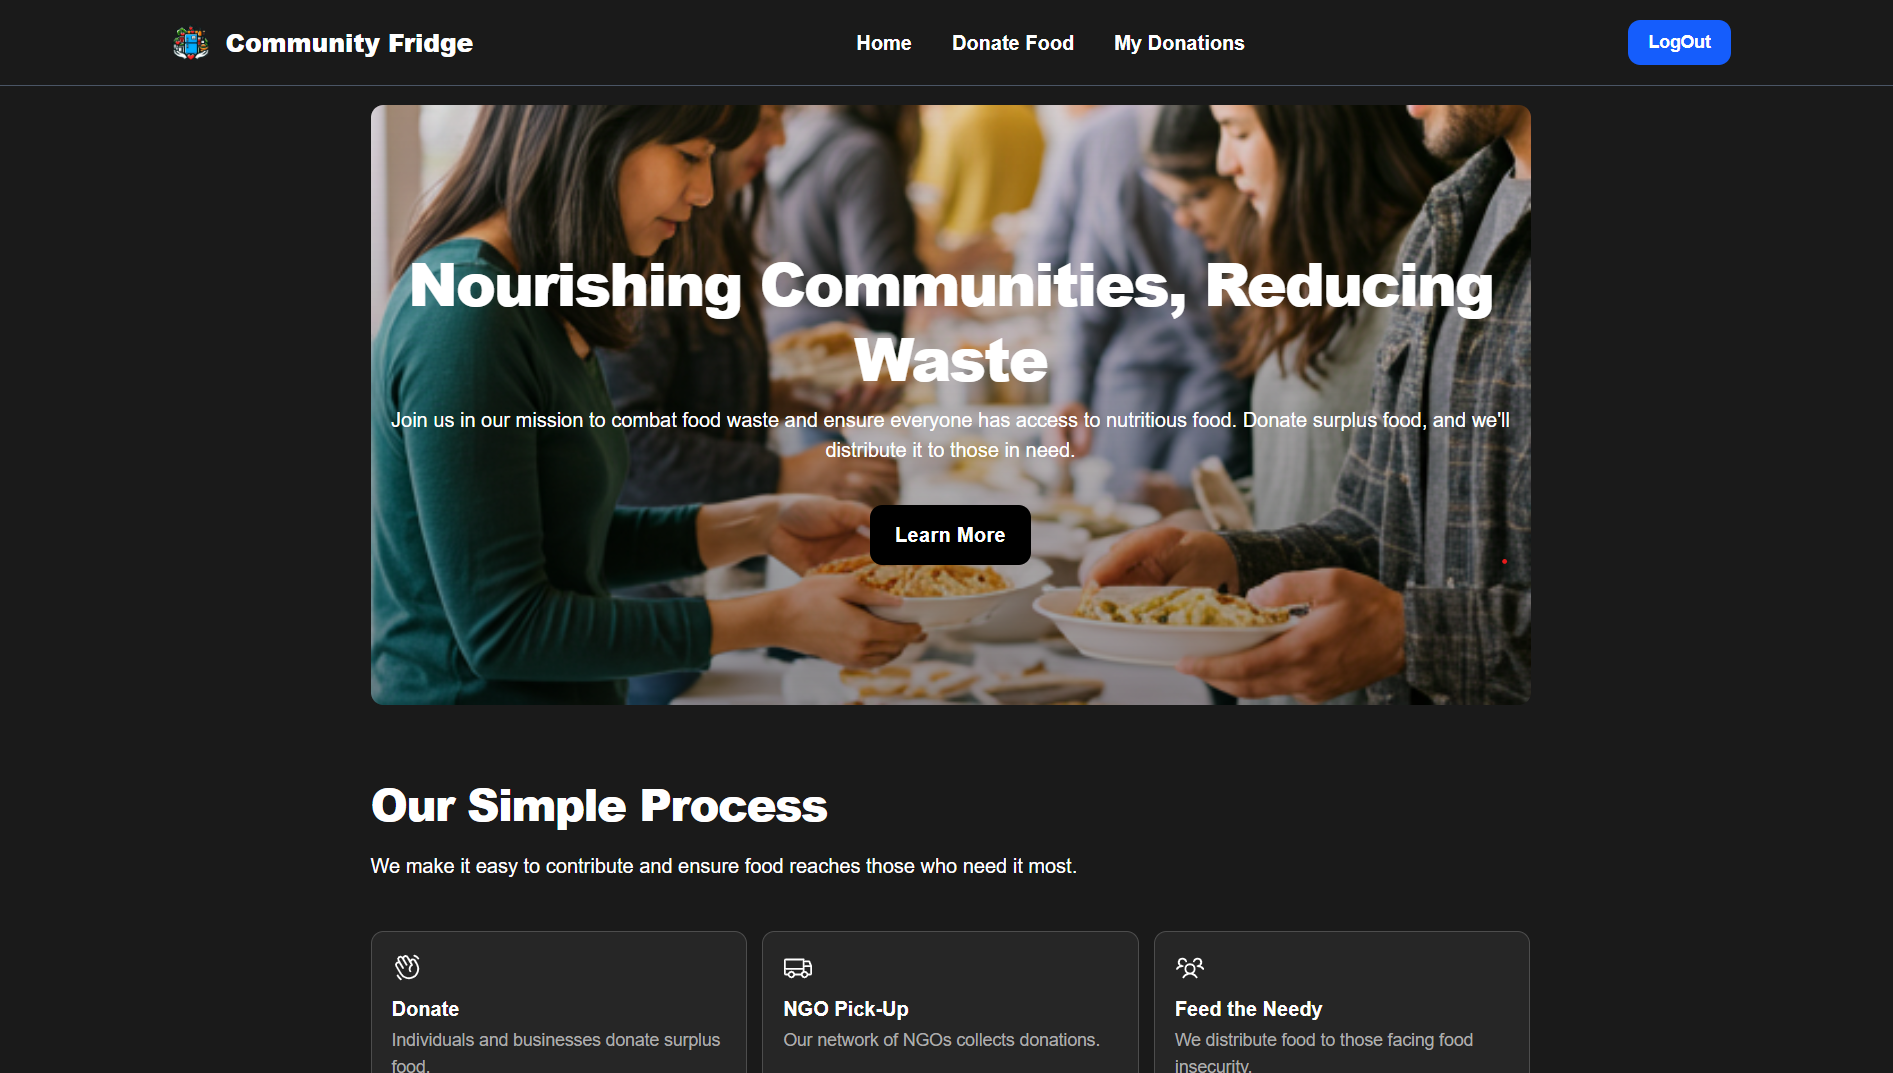 Community Fridge
Home
Donate Food
My Donations
LogOut
Nourishing Communities, Reducing
Waste
Join us in our mission to combat food waste and ensure everyone has access to nutritious food. Donate surplus food, and we'll
distribute it to those in need.
Learn More
Our Simple Process
We make it easy to contribute and ensure food reaches those who need it most.
Donate
Individuals and businesses donate surplus
food.
NGO Pick-Up
Our network of NGOs collects donations.
Feed the Needy
We distribute food to those facing food
insecurity.